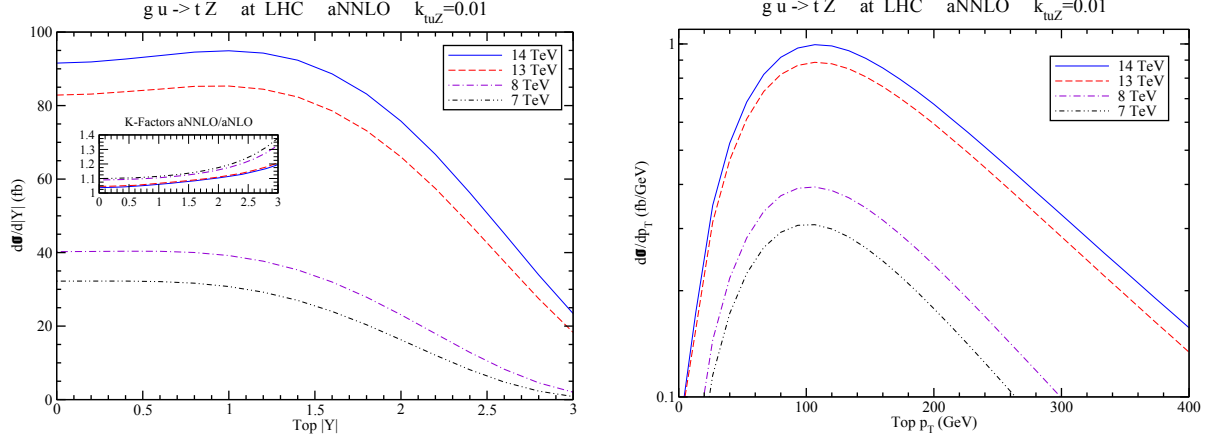 g u -> t Z at LHC aNNLO k_tuZ=0.01
100
80
60
40
20
0
dσ/d|Y| (fb)
14 TeV
13 TeV
8 TeV
7 TeV
K-Factors aNNLO/aNLO
1.4
1.3
1.2
1.1
1
0 0.5 1 1.5 2 2.5 3
0 0.5 1 1.5 2 2.5 3
Top |Y|
g u -> t Z at LHC aNNLO k_tuZ=0.01
1
0.1
dσ/dp_T (fb/GeV)
14 TeV
13 TeV
8 TeV
7 TeV
0 100 200 300 400
Top p_T (GeV)